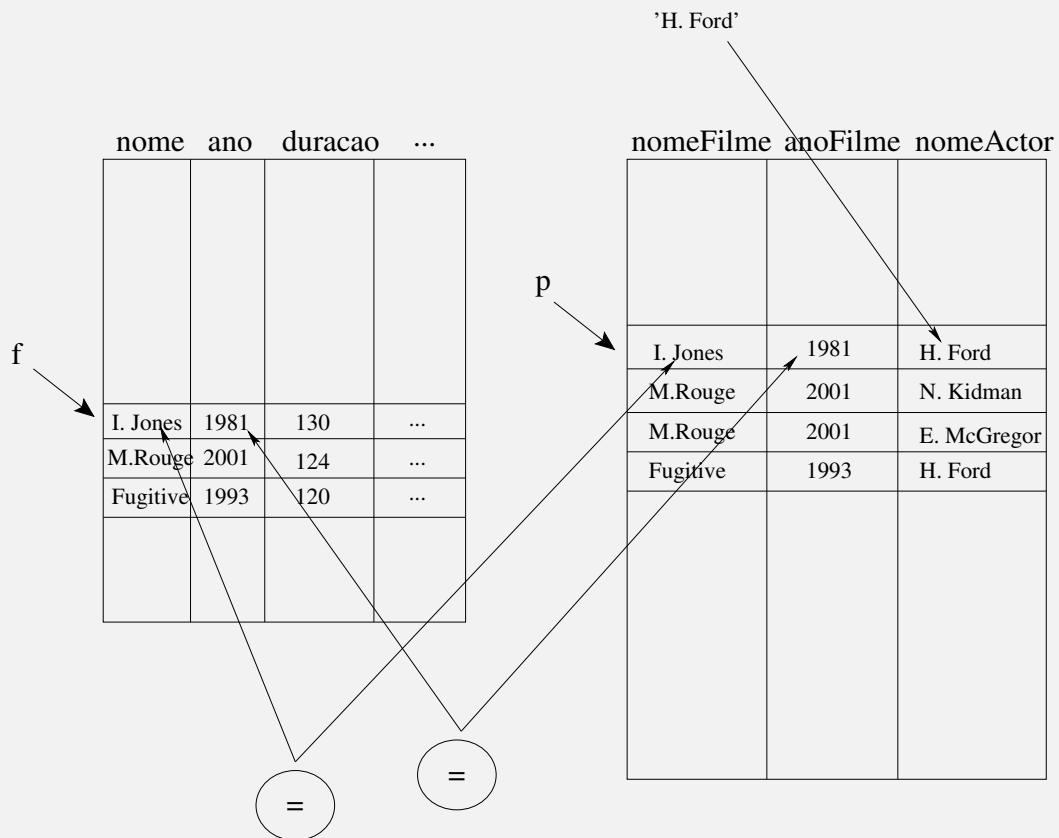 ’H. Ford’
nome ano duracao ...
nomeFilme anoFilme nomeActor
p
f
I. Jones 1981 130 ...
M.Rouge 2001 124 ...
Fugitive 1993 120 ...
I. Jones 1981 H. Ford
M.Rouge 2001 N. Kidman
M.Rouge 2001 E. McGregor
Fugitive 1993 H. Ford
=
=